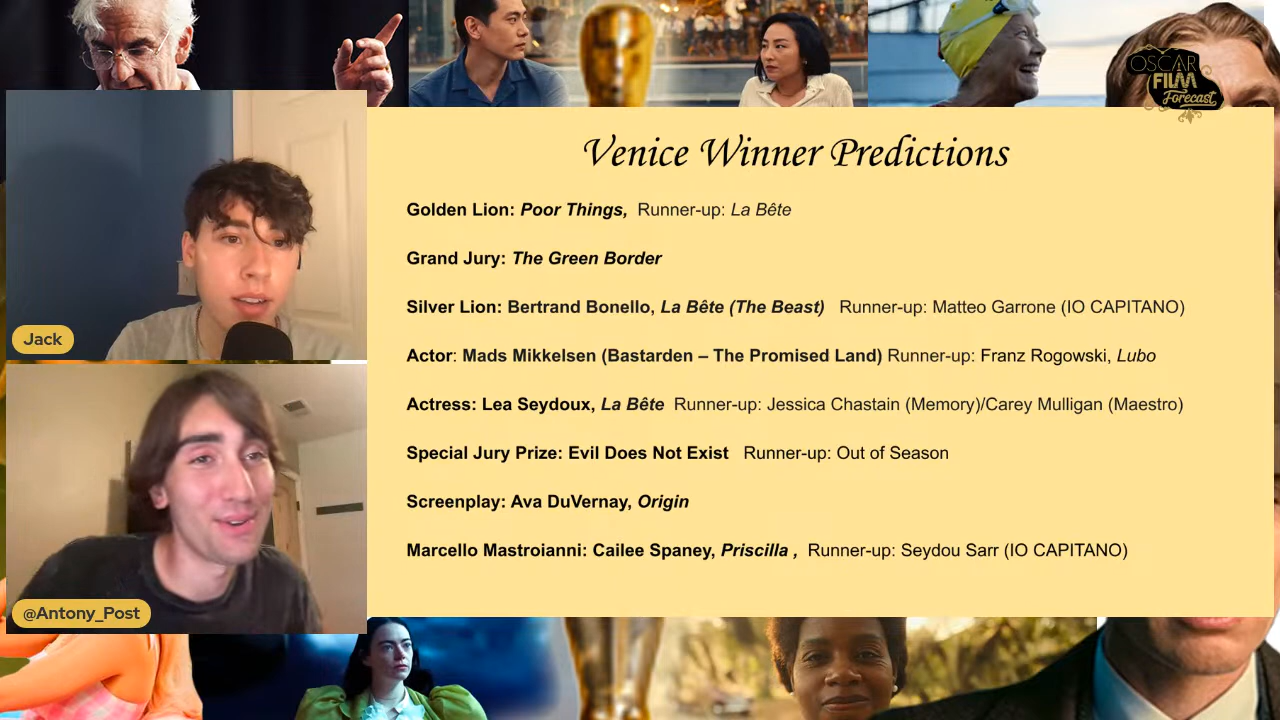 OSCAR
FILM
Forecast
Venice Winner Predictions
Golden Lion: Poor Things, Runner-up: La Bête
Grand Jury: The Green Border
Silver Lion: Bertrand Bonello, La Bête (The Beast) Runner-up: Matteo Garrone (IO CAPITANO)
Actor: Mads Mikkelsen (Bastarden – The Promised Land) Runner-up: Franz Rogowski, Lubo
Actress: Lea Seydoux, La Bête Runner-up: Jessica Chastain (Memory)/Carey Mulligan (Maestro)
Special Jury Prize: Evil Does Not Exist Runner-up: Out of Season
Screenplay: Ava DuVernay, Origin
Marcello Mastroianni: Cailee Spaney, Priscilla , Runner-up: Seydou Sarr (IO CAPITANO)
Jack
@Antony_Post